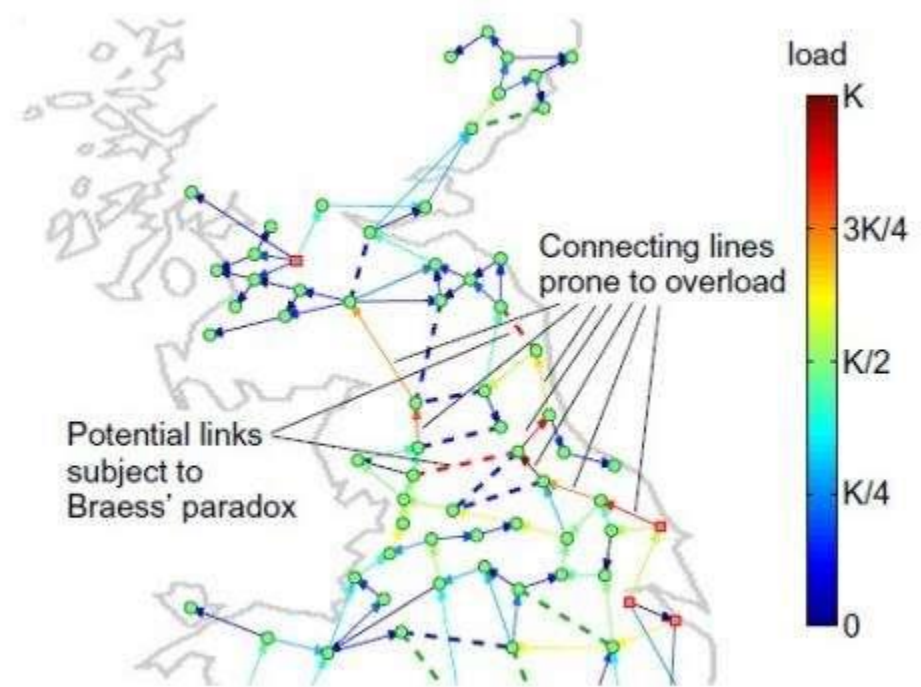 load
K
3K/4
K/2
K/4
0
Connecting lines
prone to overload
Potential links
subject to
Braess' paradox